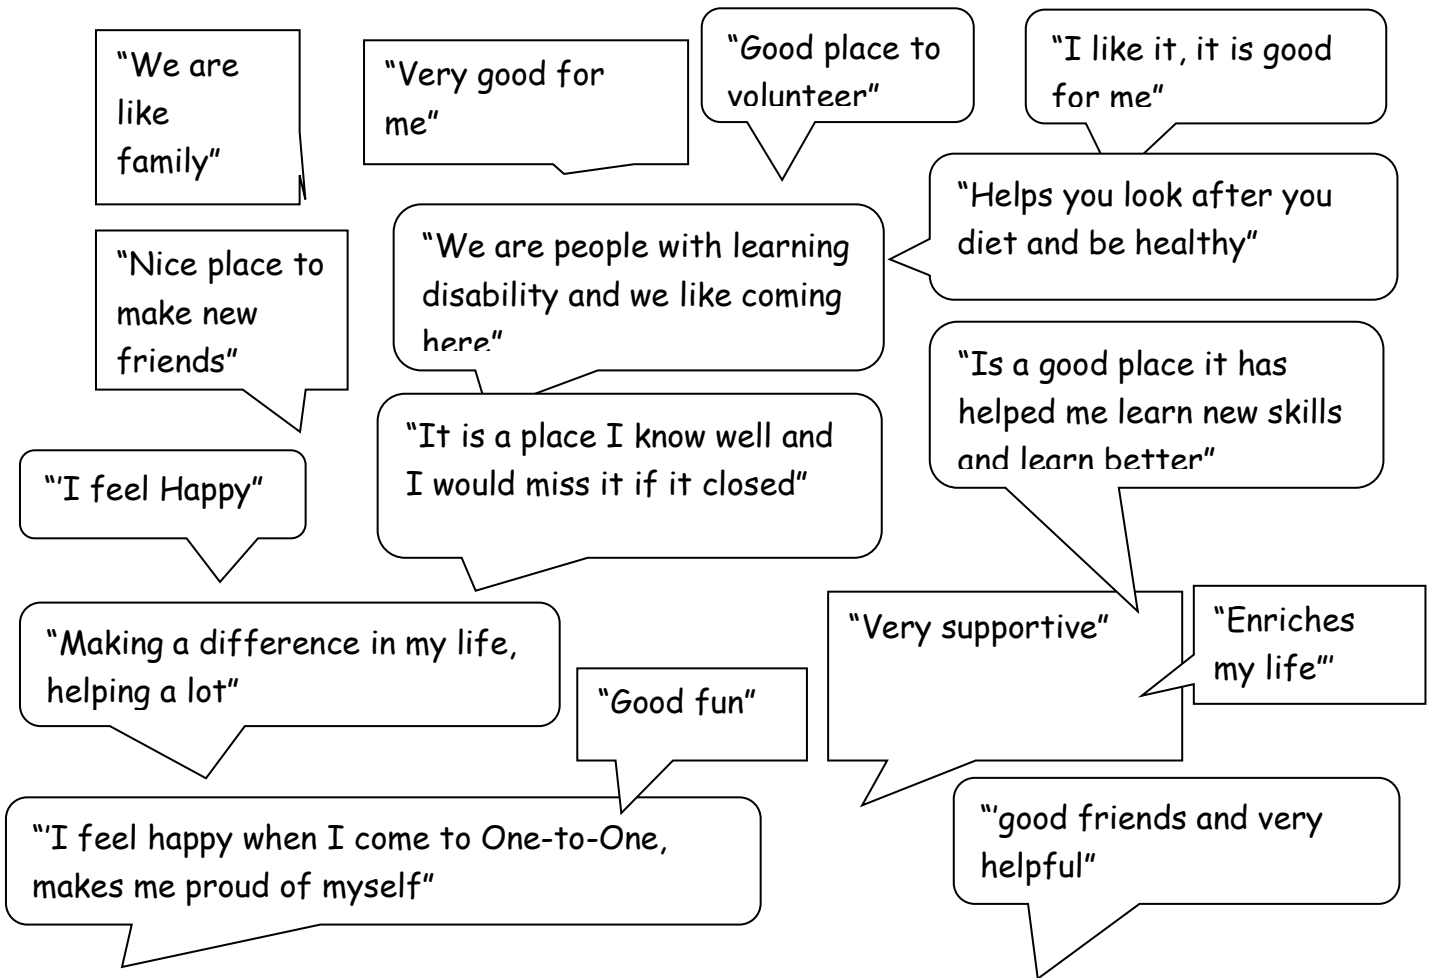 “We are
like
family”
“Very good for
me”
“Good place to
volunteer”
“I like it, it is good
for me”
“Helps you look after you
diet and be healthy”
“Nice place to
make new
friends”
“We are people with learning
disability and we like coming
here”
“Is a good place it has
helped me learn new skills
and learn better”
“It is a place I know well and
I would miss it if it closed”
“’I feel Happy”
“Making a difference in my life,
helping a lot”
“Very supportive”
“Enriches
my life”’
“Good fun”
“’I feel happy when I come to One-to-One,
makes me proud of myself”
“’good friends and very
helpful”